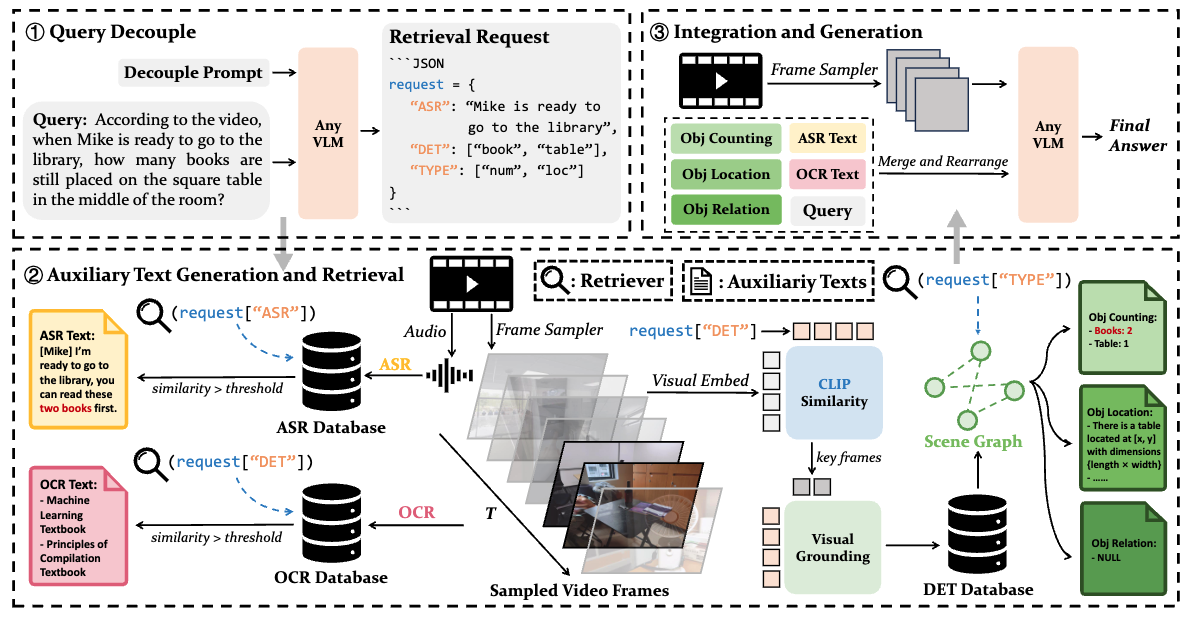 ① Query Decouple
Decouple Prompt
Query: According to the video,
when Mike is ready to go to the
library, how many books are
still placed on the square table
in the middle of the room?
Any
VLM
Retrieval Request
```JSON
request = {
“ASR”: “Mike is ready to
go to the library”,
“DET”: [“book”, “table”],
“TYPE”: [“num”, “loc”]
}
```
③ Integration and Generation
Frame Sampler
Obj Counting
ASR Text
Obj Location
OCR Text
Obj Relation
Query
Merge and Rearrange
Any
VLM
Final
Answer
② Auxiliary Text Generation and Retrieval
: Retriever
: Auxiliariy Texts
(request[“ASR”])
ASR Text:
[Mike] I’m
ready to go to
the library, you
can read these
two books first.
similarity > threshold
ASR Database
ASR
Audio
Frame Sampler
(request[“DET”])
OCR Text:
- Machine
Learning
Textbook
- Principles of
Compilation
Textbook
similarity > threshold
OCR Database
OCR
T
Sampled Video Frames
request[“DET”]
Visual Embed
CLIP
Similarity
key frames
Visual
Grounding
DET Database
Scene Graph
(request[“TYPE”])
Obj Counting:
- Books: 2
- Table: 1
Obj Location:
- There is a table
located at [x, y]
with dimensions
{length × width}
- ......
Obj Relation:
- NULL